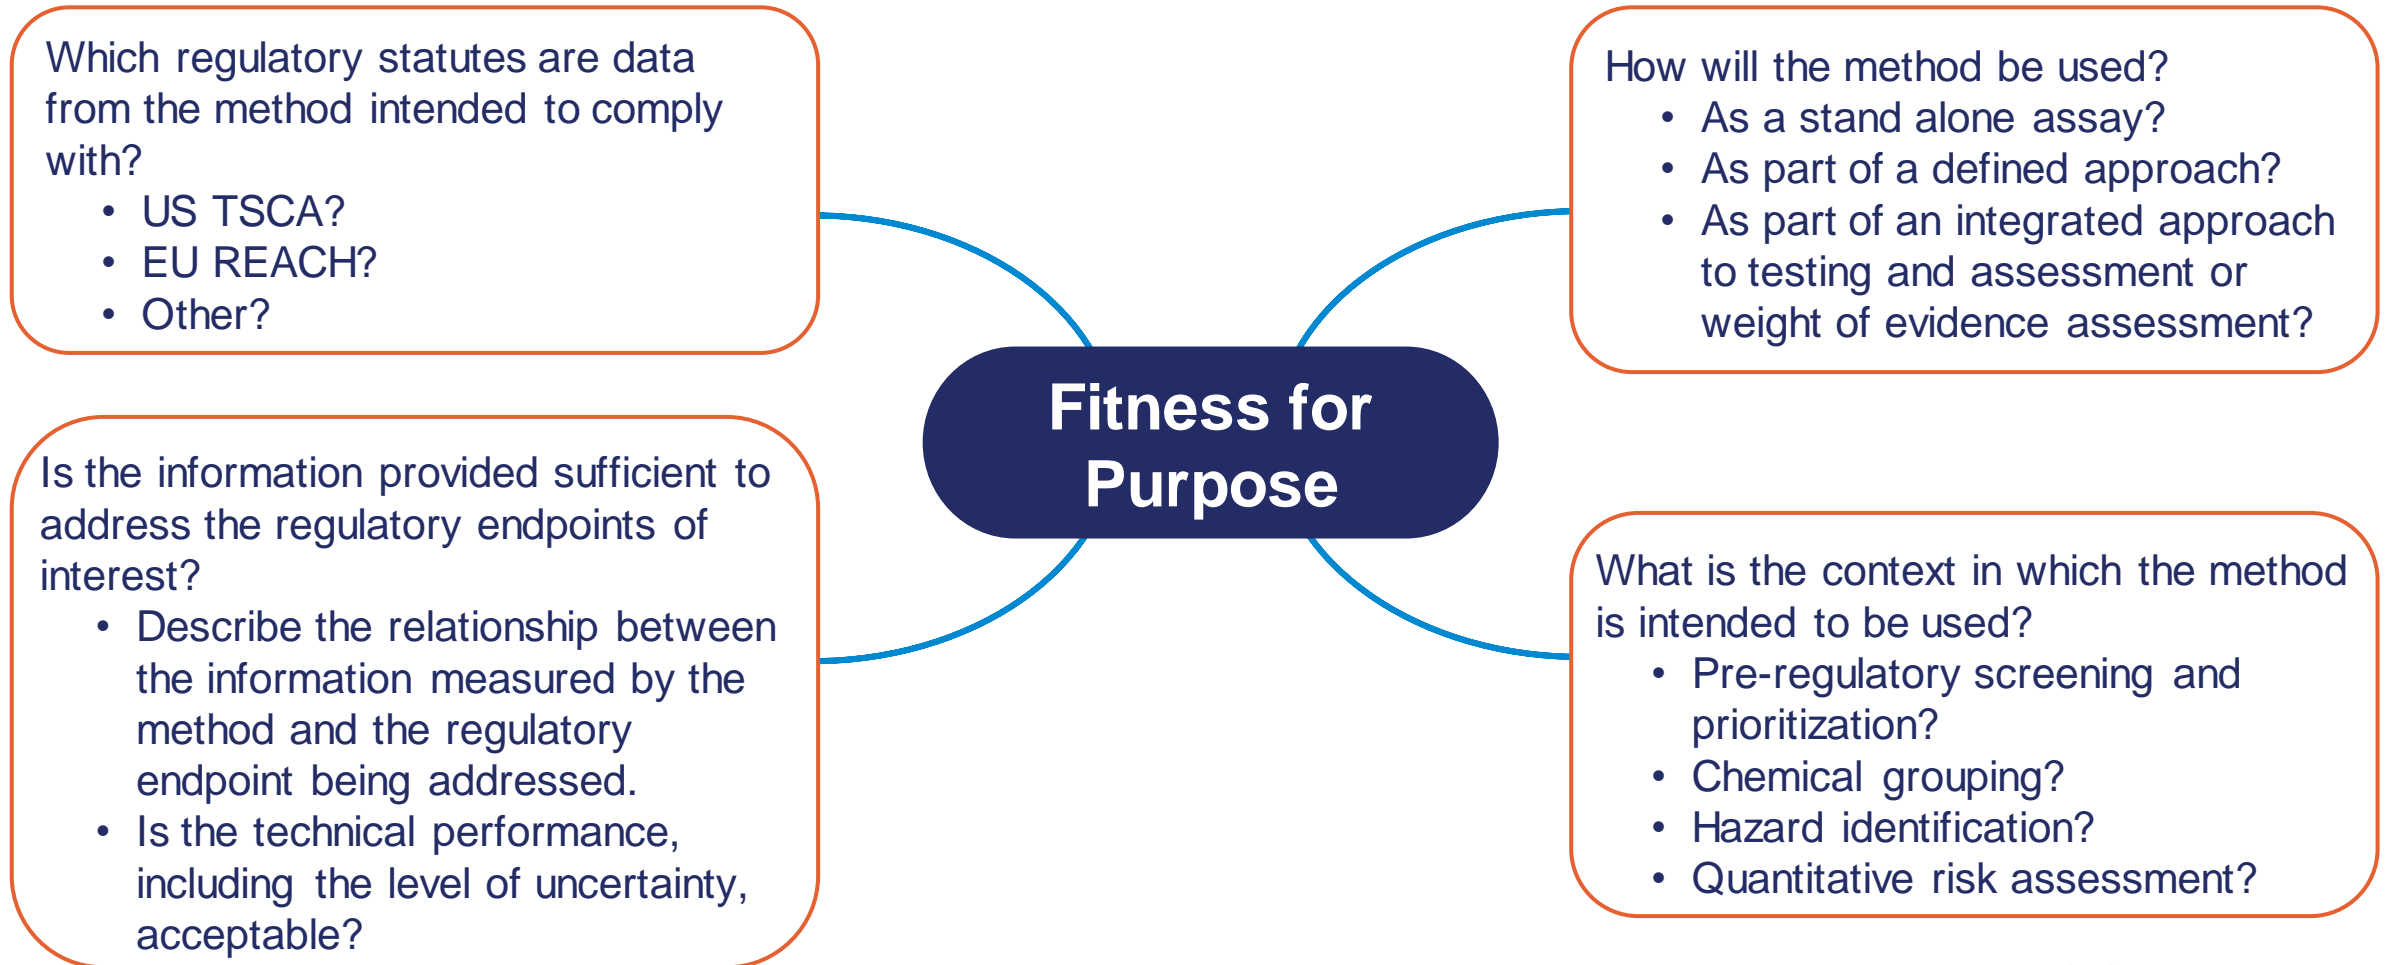 Which regulatory statutes are data
from the method intended to comply
with?
• US TSCA?
• EU REACH?
• Other?
Is the information provided sufficient to
address the regulatory endpoints of
interest?
• Describe the relationship between
the information measured by the
method and the regulatory
endpoint being addressed.
• Is the technical performance,
including the level of uncertainty,
acceptable?
Fitness for
Purpose
How will the method be used?
• As a stand alone assay?
• As part of a defined approach?
• As part of an integrated approach
to testing and assessment or
weight of evidence assessment?
What is the context in which the method
is intended to be used?
• Pre-regulatory screening and
prioritization?
• Chemical grouping?
• Hazard identification?
• Quantitative risk assessment?